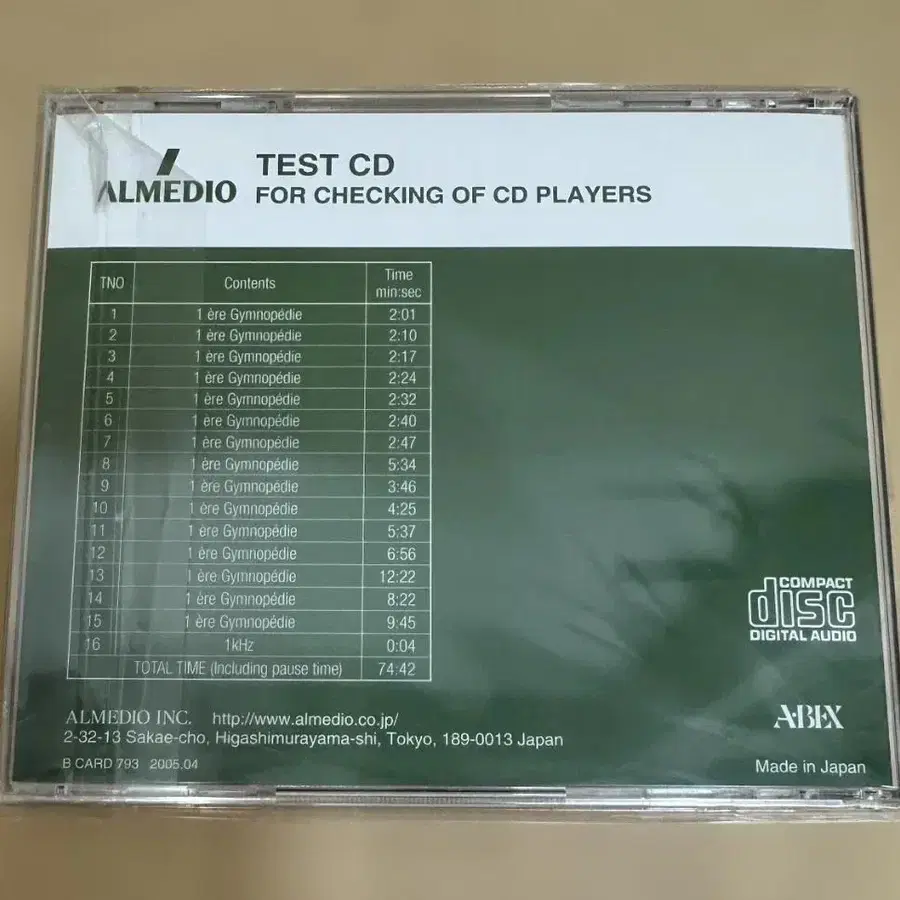 ALMEDIO
TEST CD
FOR CHECKING OF CD PLAYERS
TNO Contents Time min:sec
1 1 ère Gymnopédie 2:01
2 1 ère Gymnopédie 2:10
3 1 ère Gymnopédie 2:17
4 1 ère Gymnopédie 2:24
5 1 ère Gymnopédie 2:32
6 1 ère Gymnopédie 2:40
7 1 ère Gymnopédie 2:47
8 1 ère Gymnopédie 5:34
9 1 ère Gymnopédie 3:46
10 1 ère Gymnopédie 4:25
11 1 ère Gymnopédie 5:37
12 1 ère Gymnopédie 6:56
13 1 ère Gymnopédie 12:22
14 1 ère Gymnopédie 8:22
15 1 ère Gymnopédie 9:45
16 1kHz 0:04
TOTAL TIME (Including pause time) 74:42
COMPACT
disc
DIGITAL AUDIO
ALMEDIO INC. http://www.almedio.co.jp/
2-32-13 Sakae-cho, Higashimurayama-shi, Tokyo, 189-0013 Japan
A·BEX
B CARD 793 2005.04
Made in Japan